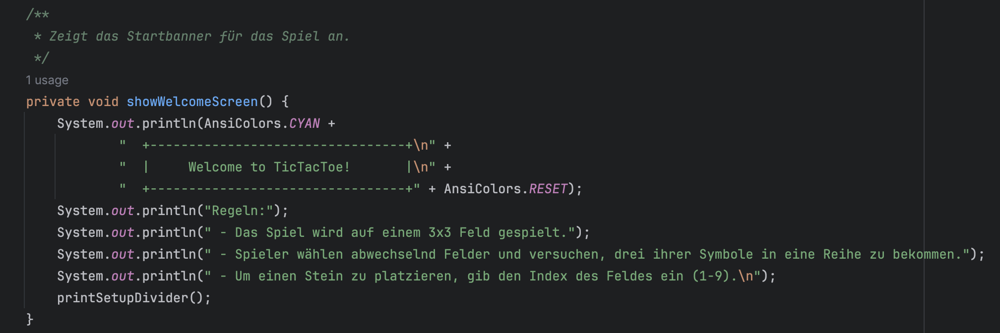 /**
 * Zeigt das Startbanner für das Spiel an.
 */
1 usage
private void showWelcomeScreen() {
    System.out.println(AnsiColors.CYAN +
            "  +---------------------------------+\n" +
            "  |     Welcome to TicTacToe!       |\n" +
            "  +---------------------------------+" + AnsiColors.RESET);
    System.out.println("Regeln:");
    System.out.println(" - Das Spiel wird auf einem 3x3 Feld gespielt.");
    System.out.println(" - Spieler wählen abwechselnd Felder und versuchen, drei ihrer Symbole in eine Reihe zu bekommen.");
    System.out.println(" - Um einen Stein zu platzieren, gib den Index des Feldes ein (1-9).\n");
    printSetupDivider();
}